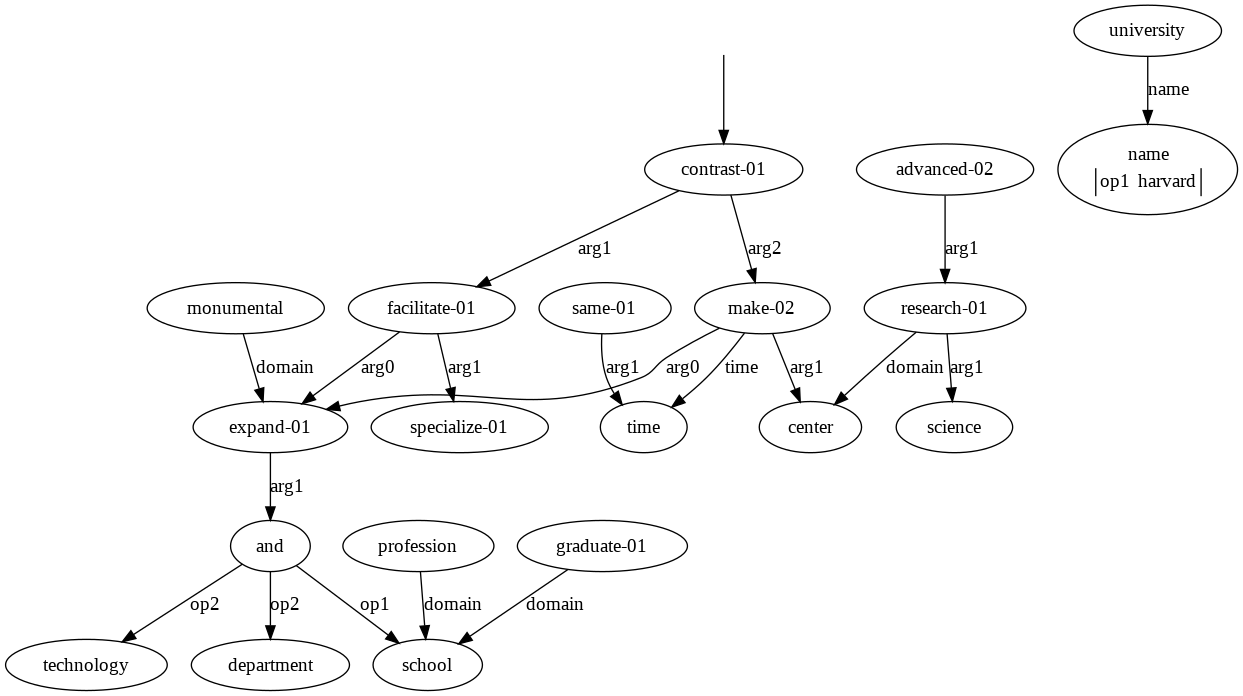 university
name
name
op1 harvard
contrast-01
advanced-02
arg1
arg2
arg1
monumental
facilitate-01
same-01
make-02
research-01
domain
arg0
arg1
arg1
arg0
time
arg1
domain
arg1
expand-01
specialize-01
time
center
science
arg1
and
profession
graduate-01
op2
op2
op1
domain
domain
technology
department
school